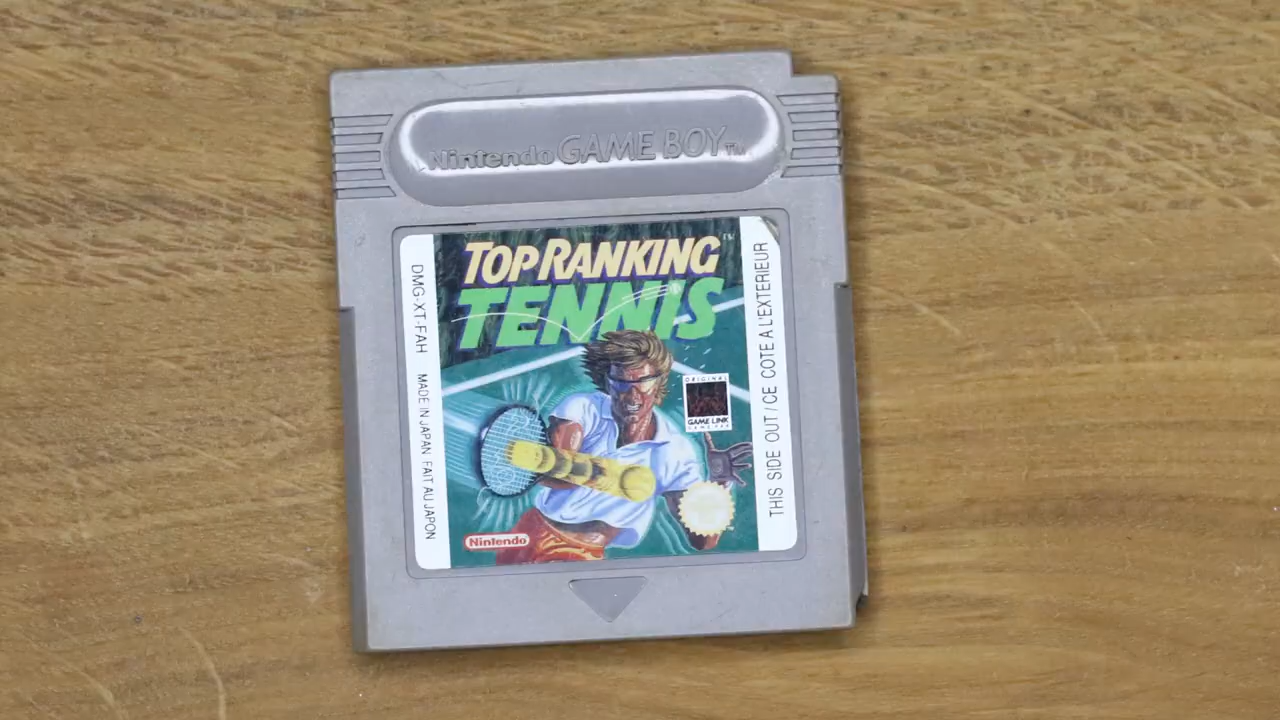 Nintendo GAME BOY™
TOP RANKING™
TENNIS
DMG-XT-FAH MADE IN JAPAN FAIT AU JAPON
THIS SIDE OUT/CE COTE A L'EXTERIEUR
ORIGINAL
GAME LINK
Nintendo